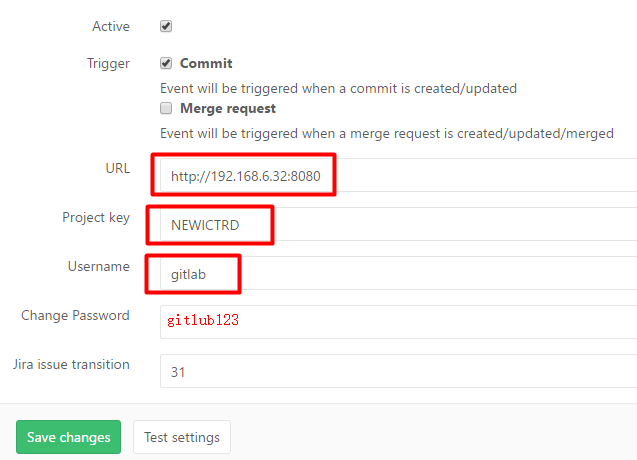 Active
Trigger Commit
Event will be triggered when a commit is created/updated
Merge request
Event will be triggered when a merge request is created/updated/merged
URL http://192.168.6.32:8080
Project key NEWICTRD
Username gitlab
Change Password gitlub123
Jira issue transition 31
Save changes Test settings